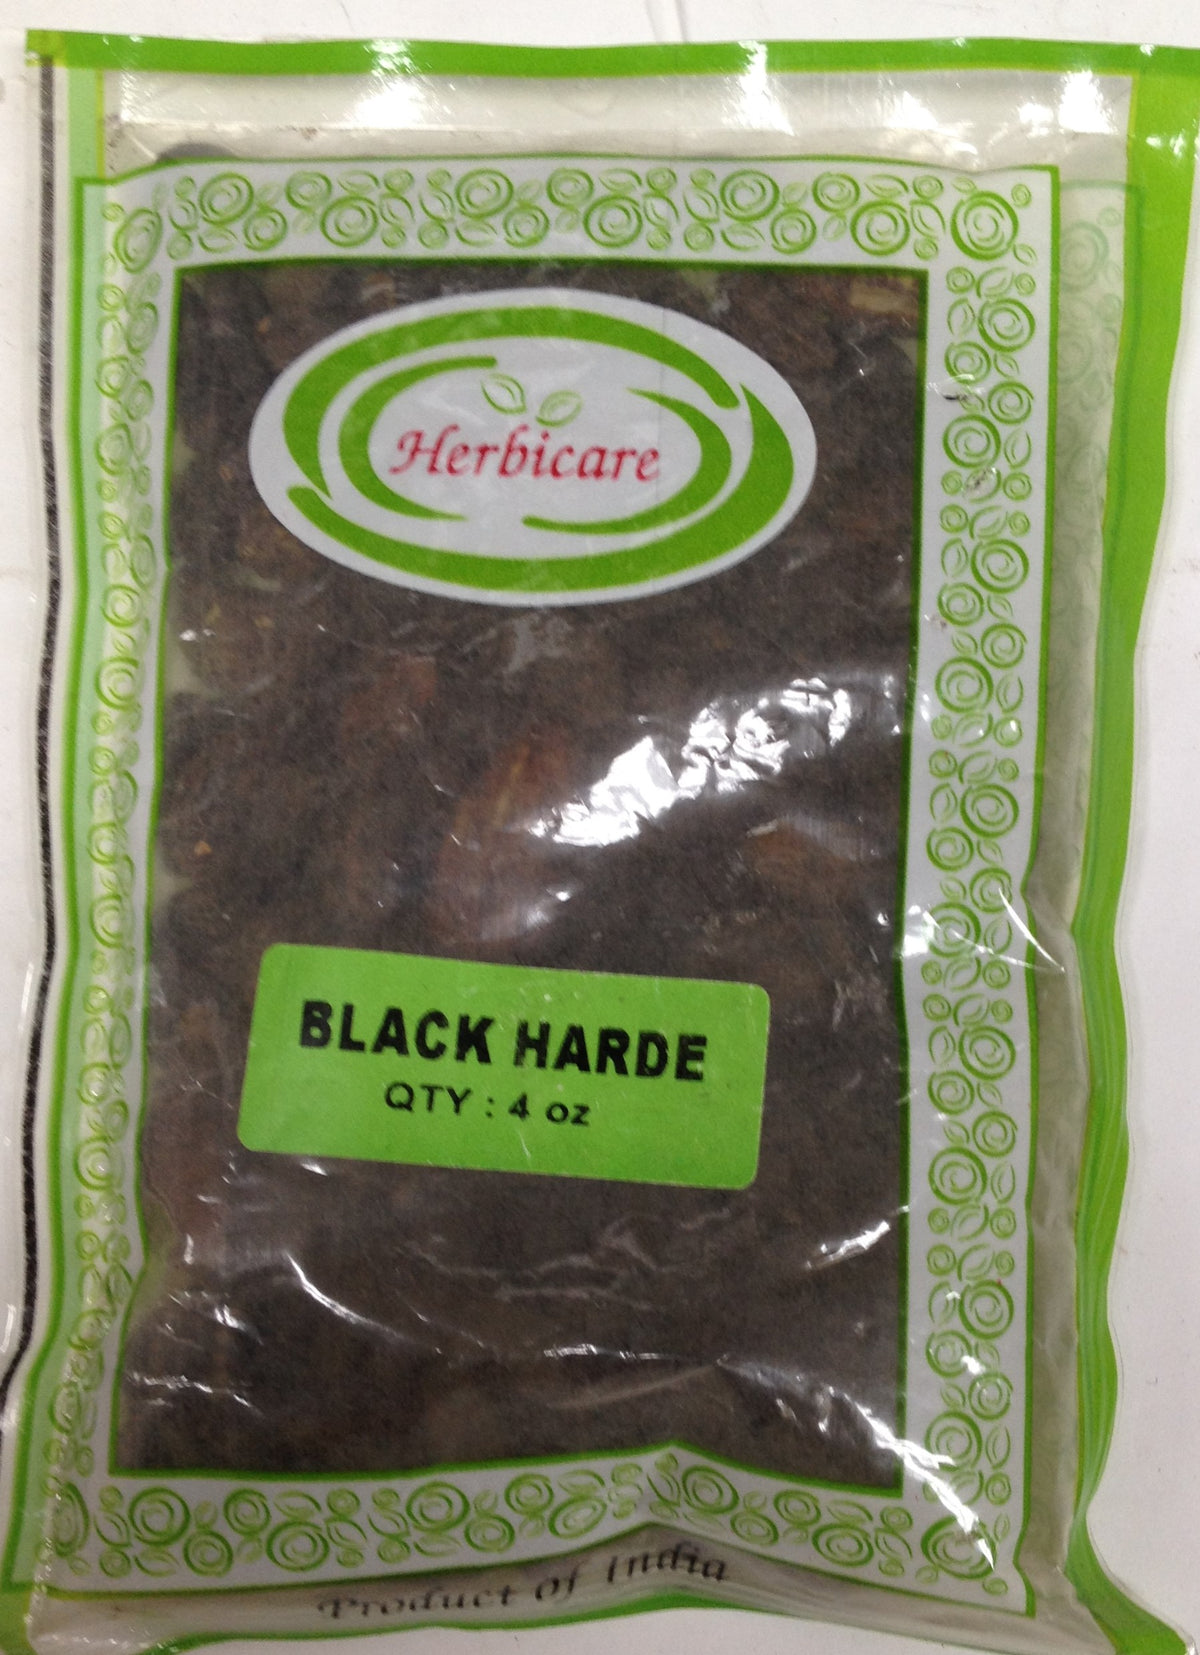 Herbicare
BLACK HARDE
QTY : 4 oz
Product of India